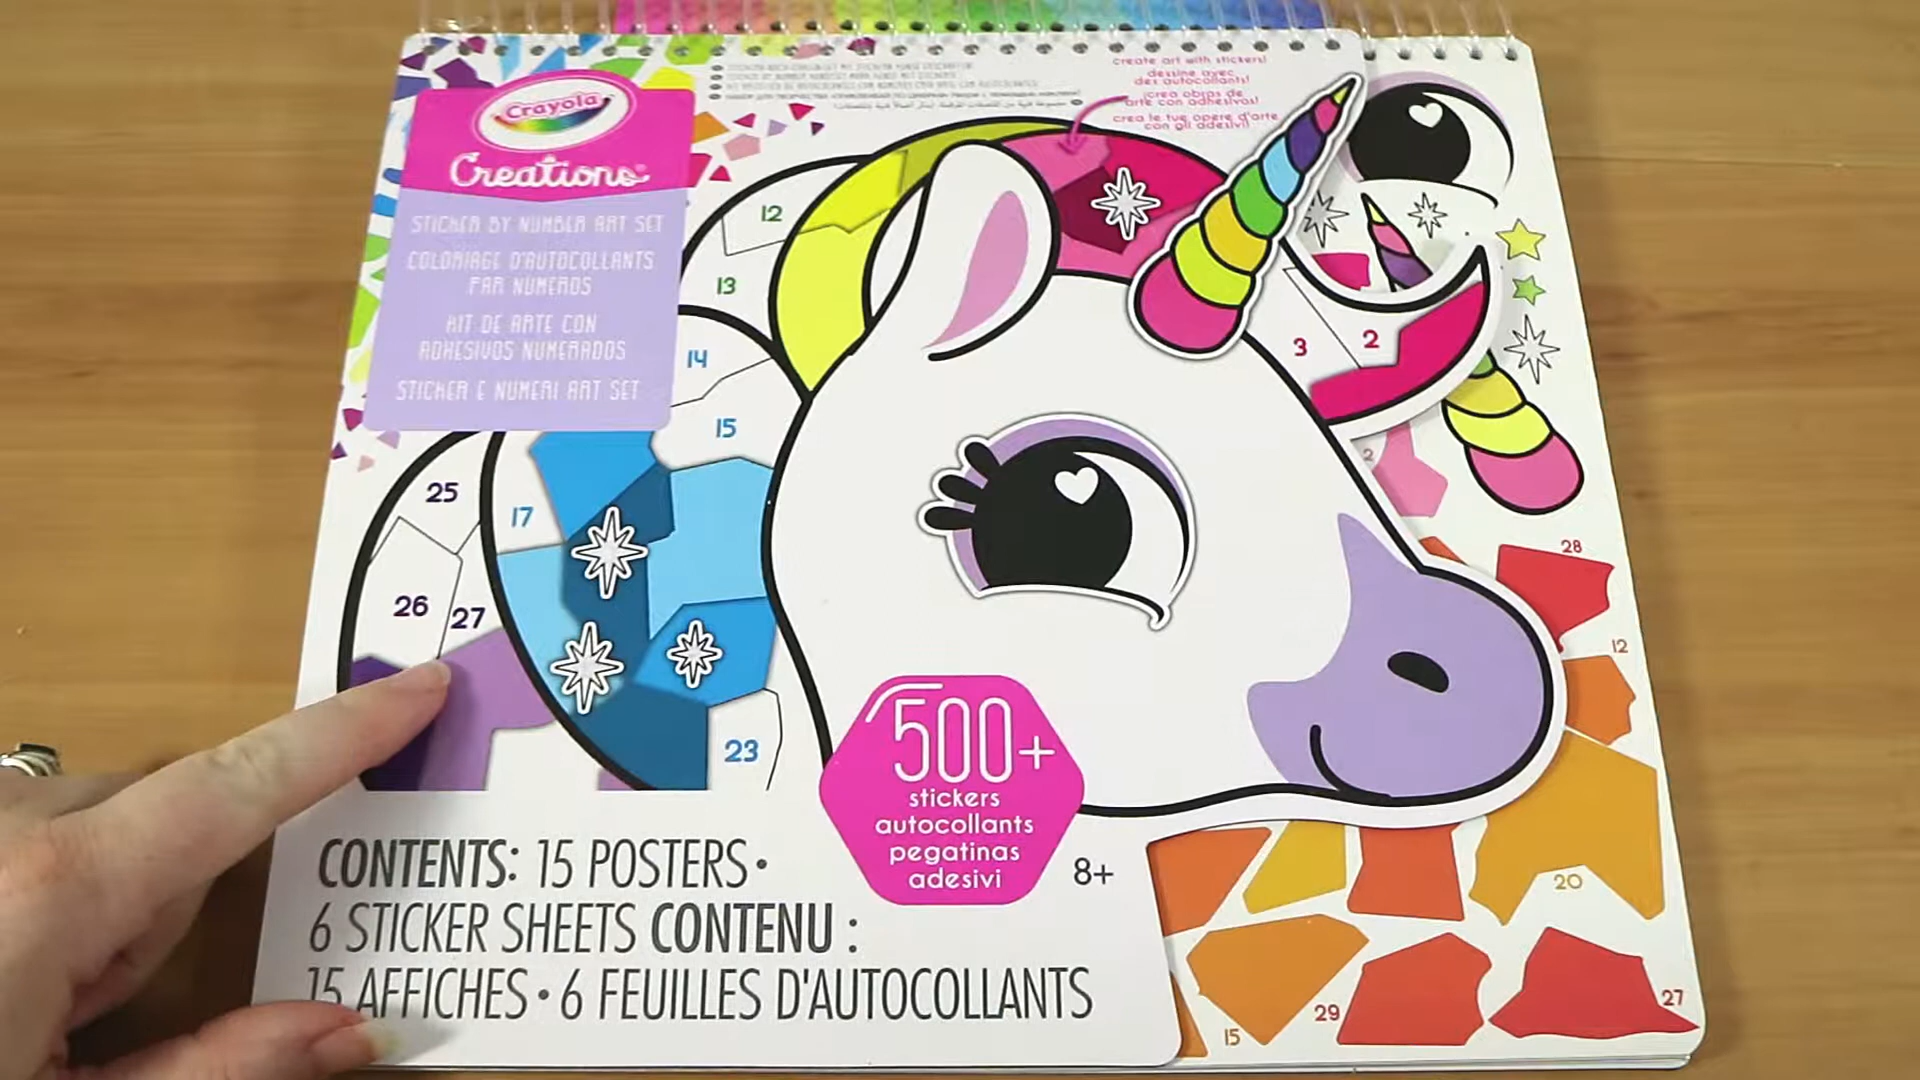 create art with stickers!
dessine avec
des autocollants!
¡crea obras de
arte con adhesivos!
crea le tue opere d'arte
con gli adesivi!
Crayola
Creations
STICKER BY NUMBER ART SET
COLORIAGE D'AUTOCOLLANTS
PAR NUMÉROS
KIT DE ARTE CON
ADHESIVOS NUMERADOS
STICKER E NUMERI ART SET
12
13
14
15
3
2
2
25
17
26
27
23
28
12
20
27
29
15
500+
stickers
autocollants
pegatinas
adesivi
8+
CONTENTS: 15 POSTERS •
6 STICKER SHEETS CONTENU :
15 AFFICHES • 6 FEUILLES D'AUTOCOLLANTS